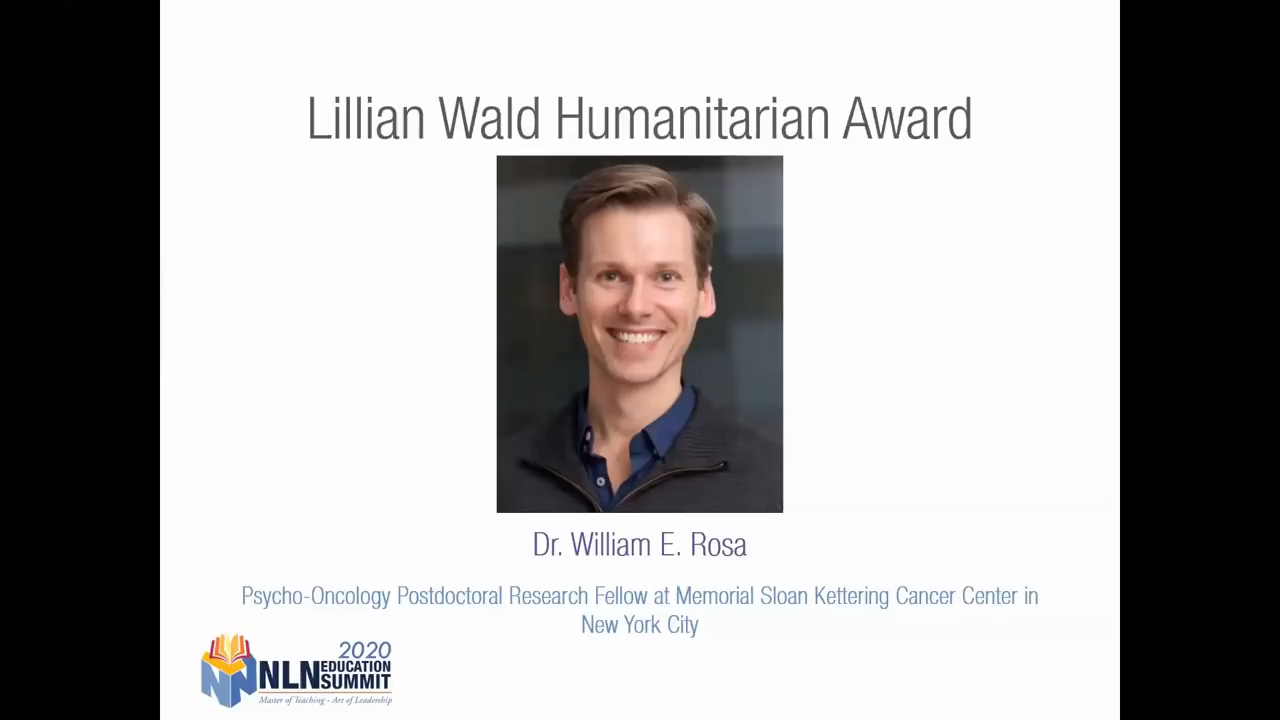 Lillian Wald Humanitarian Award
Dr. William E. Rosa
Psycho-Oncology Postdoctoral Research Fellow at Memorial Sloan Kettering Cancer Center in
New York City
2020
NLN EDUCATION
SUMMIT
Master of Teaching - Art of Leadership